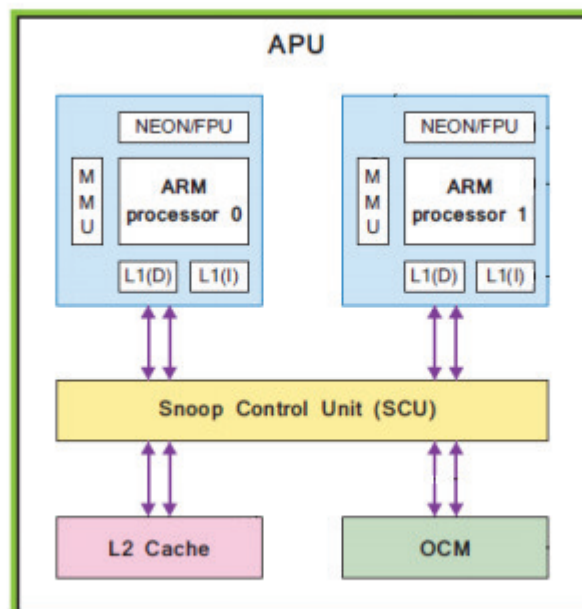 APU
NEON/FPU
M
M
U
ARM
processor 0
L1(D) L1(I)
NEON/FPU
M
M
U
ARM
processor 1
L1(D) L1(I)
Snoop Control Unit (SCU)
L2 Cache
OCM